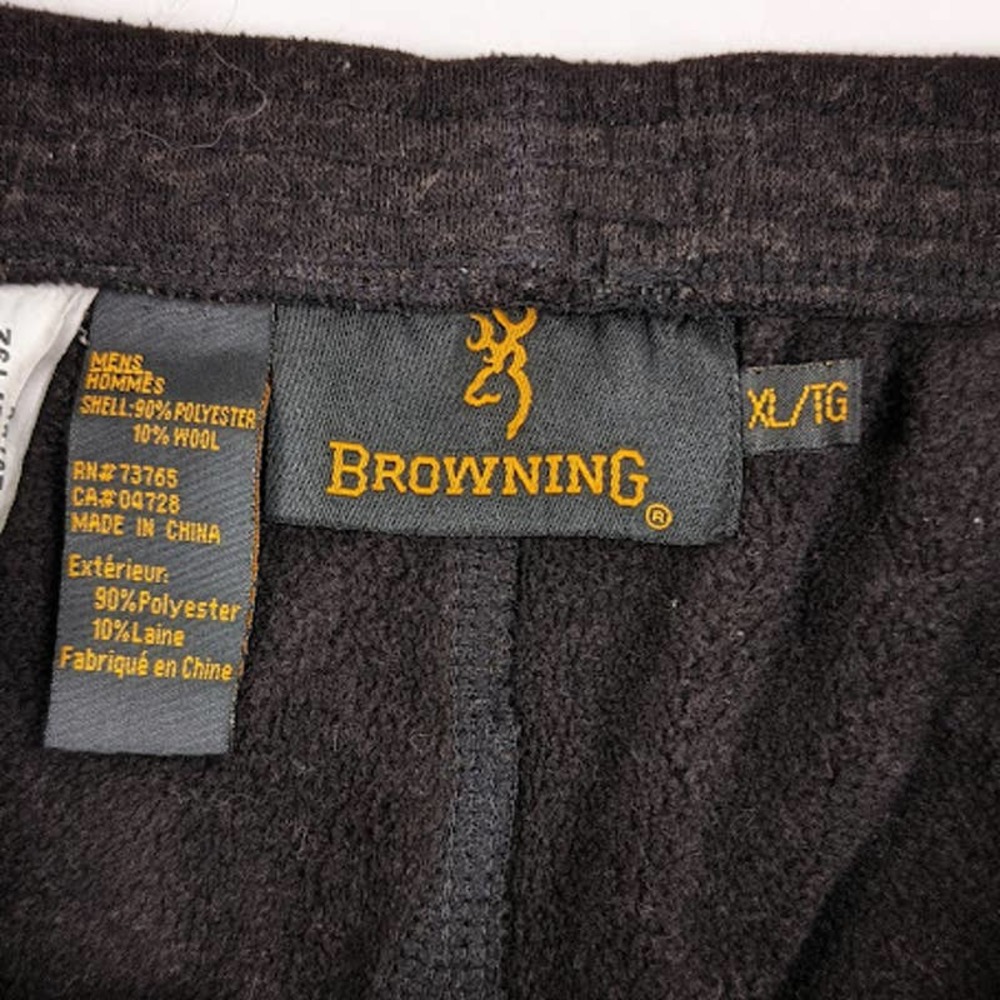 MENS
HOMMES
SHELL:90% POLYESTER
10% WOOL
RN#73765
CA#04728
MADE IN CHINA
Extérieur:
90%Polyester
10%Laine
Fabriqué en Chine
BROWNING
®
XL/TG